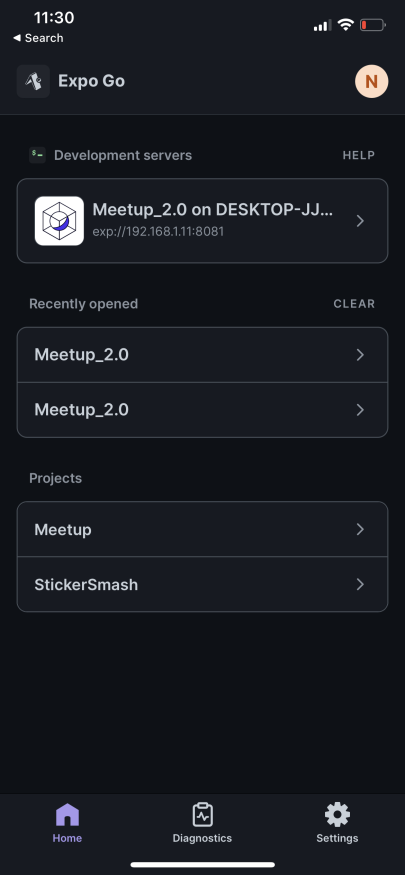 11:30
◀ Search
Expo Go
N
$
Development servers
HELP
Meetup_2.0 on DESKTOP-JJ...
exp://192.168.1.11:8081
Recently opened
CLEAR
Meetup_2.0
Meetup_2.0
Projects
Meetup
StickerSmash
Home
Diagnostics
Settings